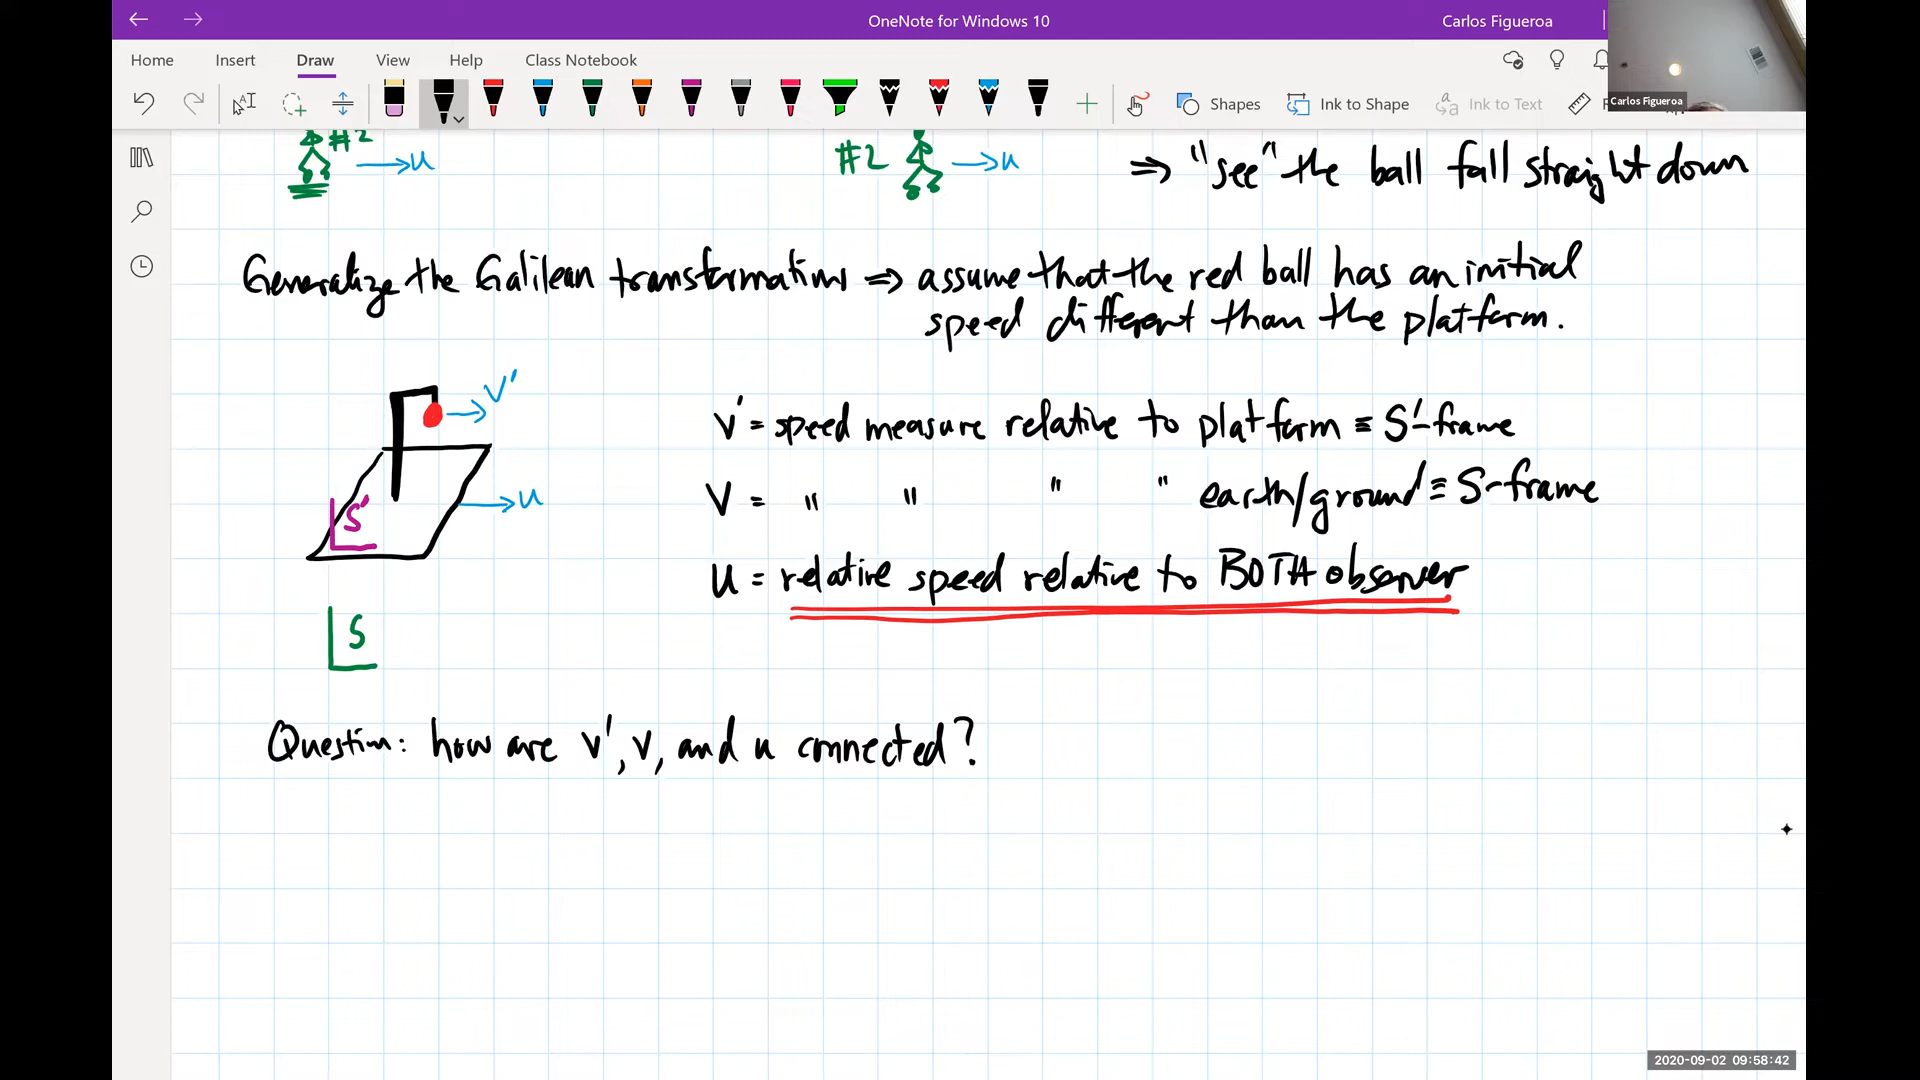 OneNote for Windows 10
Carlos Figueroa
Home Insert Draw View Help Class Notebook
Shapes Ink to Shape Ink to Text
Carlos Figueroa
#2 → u
#2 → u
⇒ "see" the ball fall straight down
Generalize the Galilean transformations ⇒ assume that the red ball has an initial
speed different than the platform.
→ v'
v' = speed measure relative to platform ≡ S'-frame
→ u
S'
v = " " " " earth/ground ≡ S-frame
u = relative speed relative to BOTH observer
S
Question: how are v', v, and u connected?
2020-09-02 09:58:42